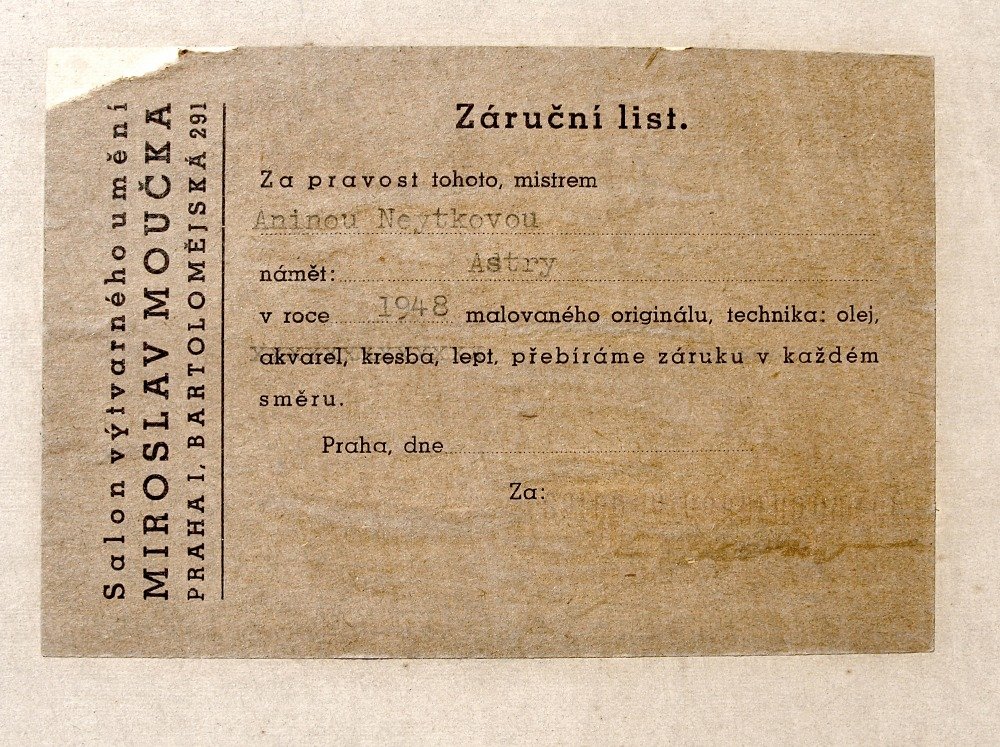 Salon výtvarného umění
MIROSLAV MOUČKA
PRAHA I, BARTOLOMĚJSKÁ 291
Záruční list.
Za pravost tohoto, mistrem
Aninou Neytkovou
námět: Astry
v roce 1948 malovaného originálu, technika: olej,
akvarel, kresba, lept, přebíráme záruku v každém
směru.
Praha, dne
Za: